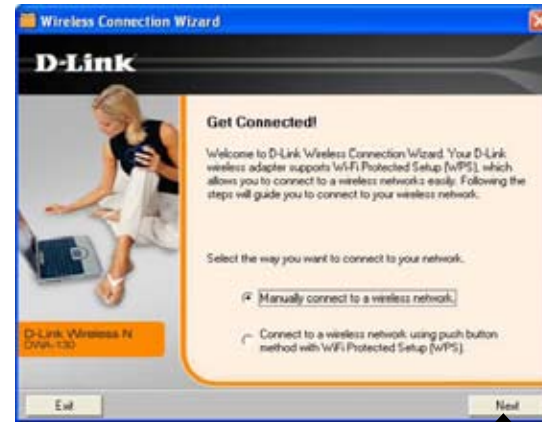 Wireless Connection Wizard
D-Link
Get Connected!
Welcome to D-Link Wireless Connection Wizard. Your D-Link
wireless adapter supports Wi-Fi Protected Setup (WPS), which
allows you to connect to a wireless networks easily. Following the
steps will guide you to connect to your wireless network.
Select the way you want to connect to your network.
Manually connect to a wireless network.
Connect to a wireless network using push button
method with WiFi Protected Setup (WPS).
D-Link Wireless N
DWA-130
Exit
Next